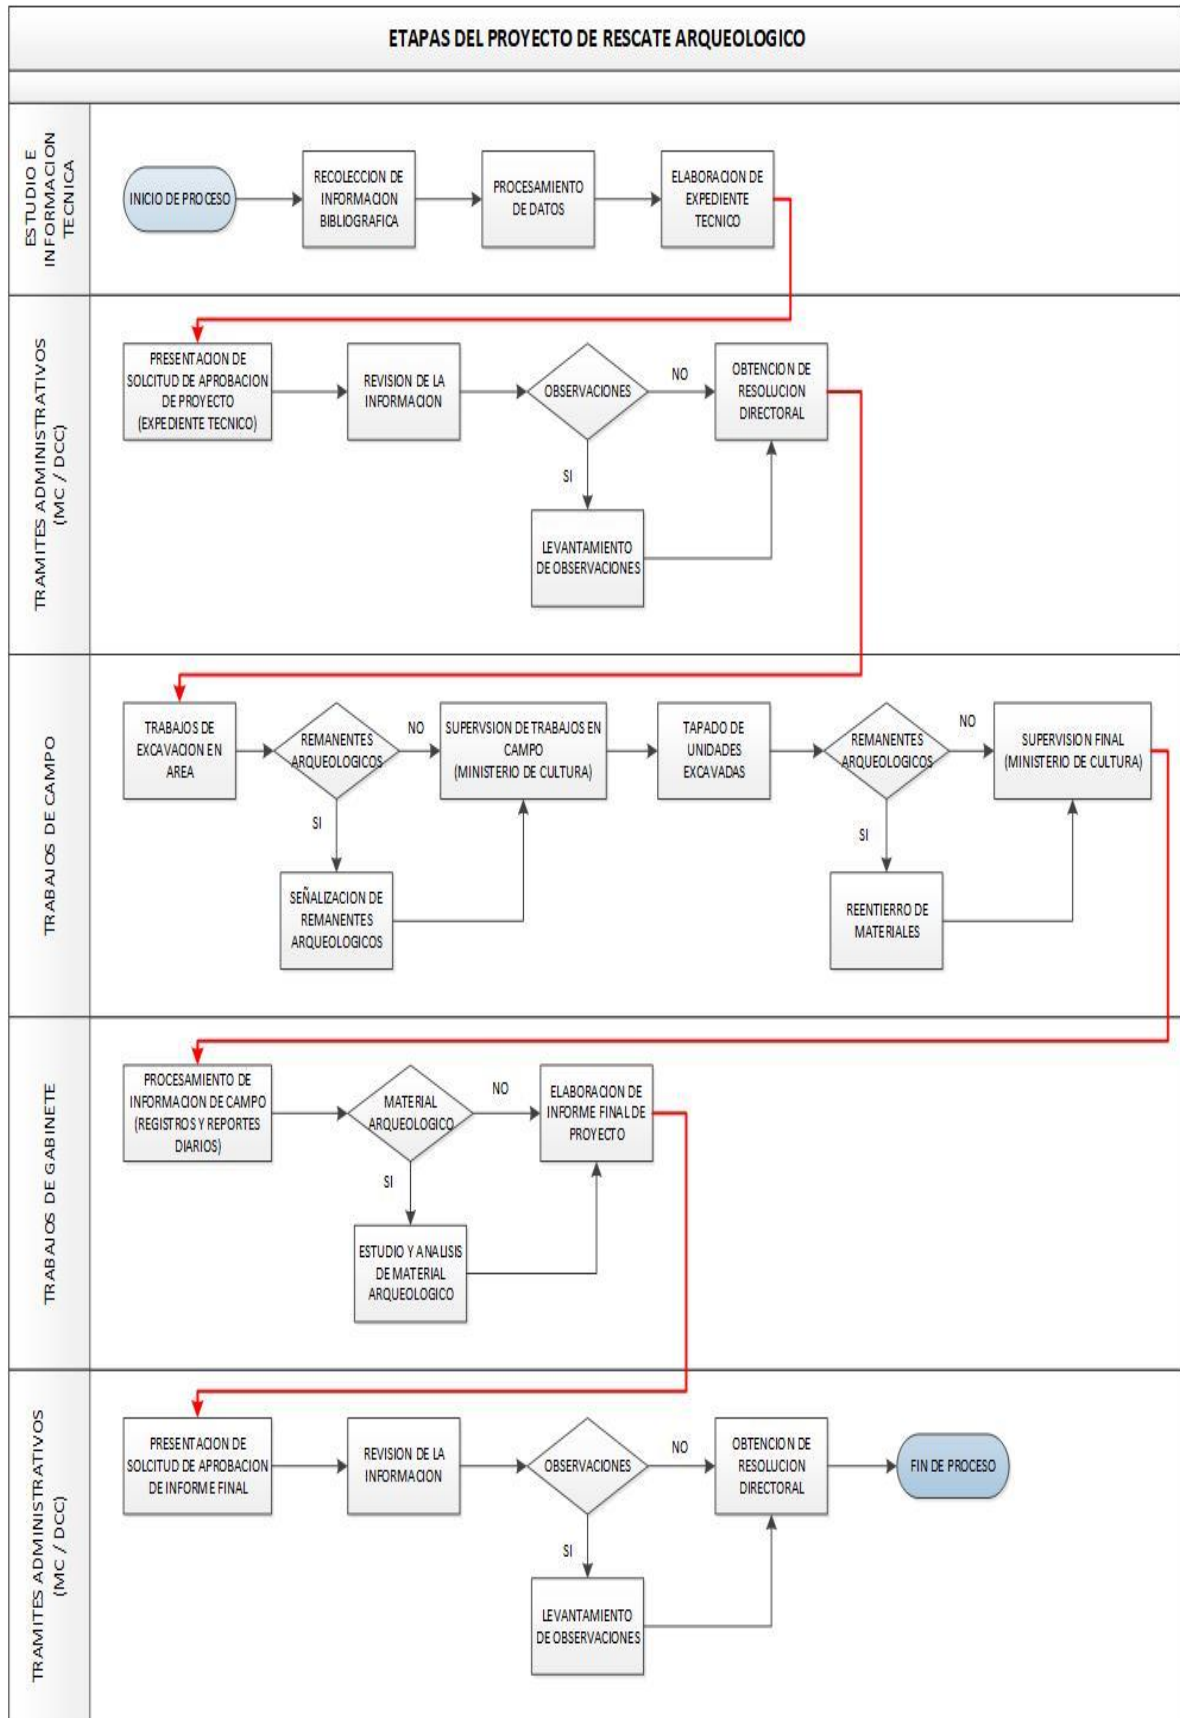 ETAPAS DEL PROYECTO DE RESCATE ARQUEOLOGICO
ESTUDIO E
INFORMACION
TECNICA
INICIO DE PROCESO
RECOLECCION DE
INFORMACION
BIBLIOGRAFICA
PROCESAMIENTO
DE DATOS
ELABORACION DE
EXPEDIENTE
TECNICO
TRAMITES ADMINISTRATIVOS
(MC / DCC)
PRESENTACION DE
SOLCITUD DE APROBACION
DE PROYECTO
(EXPEDIENTE TECNICO)
REVISION DE LA
INFORMACION
OBSERVACIONES
NO
OBTENCION DE
RESOLUCION
DIRECTORAL
SI
LEVANTAMIENTO
DE OBSERVACIONES
TRABAJOS DE CAMPO
TRABAJOS DE
EXCAVACION EN
AREA
REMANENTES
ARQUEOLOGICOS
NO
SUPERVSION DE TRABAJOS EN
CAMPO
(MINISTERIO DE CULTURA)
TAPADO DE
UNIDADES
EXCAVADAS
REMANENTES
ARQUEOLOGICOS
NO
SUPERVISION FINAL
(MINISTERIO DE CULTURA)
SI
SEÑALIZACION DE
REMANENTES
ARQUEOLOGICOS
SI
REENTIERRO DE
MATERIALES
TRABAJOS DE GABINETE
PROCESAMIENTO DE
INFORMACION DE CAMPO
(REGISTROS Y REPORTES
DIARIOS)
MATERIAL
ARQUEOLOGICO
NO
ELABORACION DE
INFORME FINAL DE
PROYECTO
SI
ESTUDIO Y ANALISIS
DE MATERIAL
ARQUEOLOGICO
TRAMITES ADMINISTRATIVOS
(MC / DCC)
PRESENTACION DE
SOLCITUD DE APROBACION
DE INFORME FINAL
REVISION DE LA
INFORMACION
OBSERVACIONES
NO
OBTENCION DE
RESOLUCION
DIRECTORAL
FIN DE PROCESO
SI
LEVANTAMIENTO
DE OBSERVACIONES